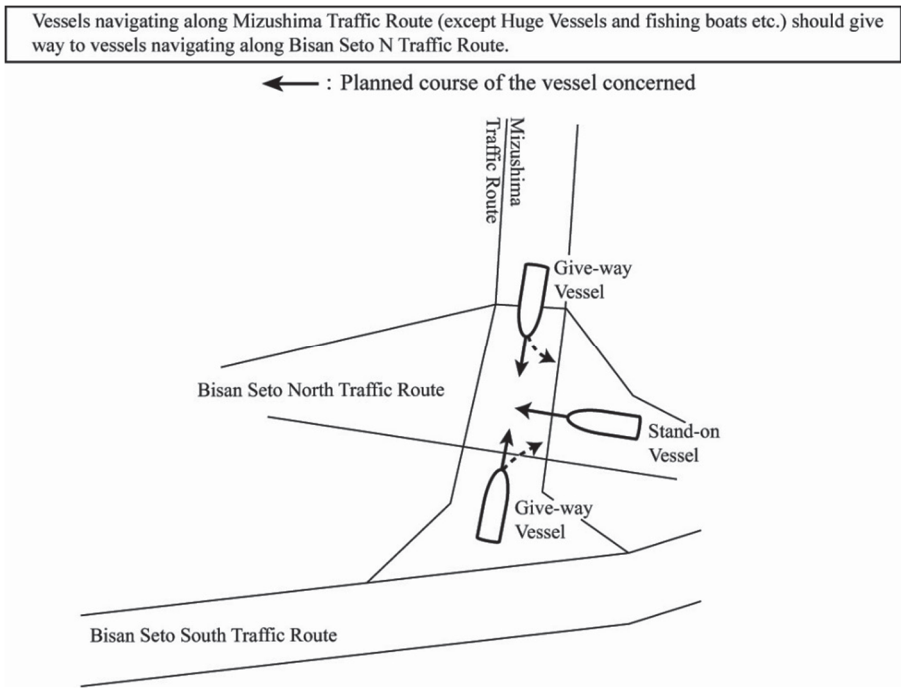 Vessels navigating along Mizushima Traffic Route (except Huge Vessels and fishing boats etc.) should give
way to vessels navigating along Bisan Seto N Traffic Route.
: Planned course of the vessel concerned
Mizushima
Traffic Route
Give-way
Vessel
Bisan Seto North Traffic Route
Stand-on
Vessel
Give-way
Vessel
Bisan Seto South Traffic Route